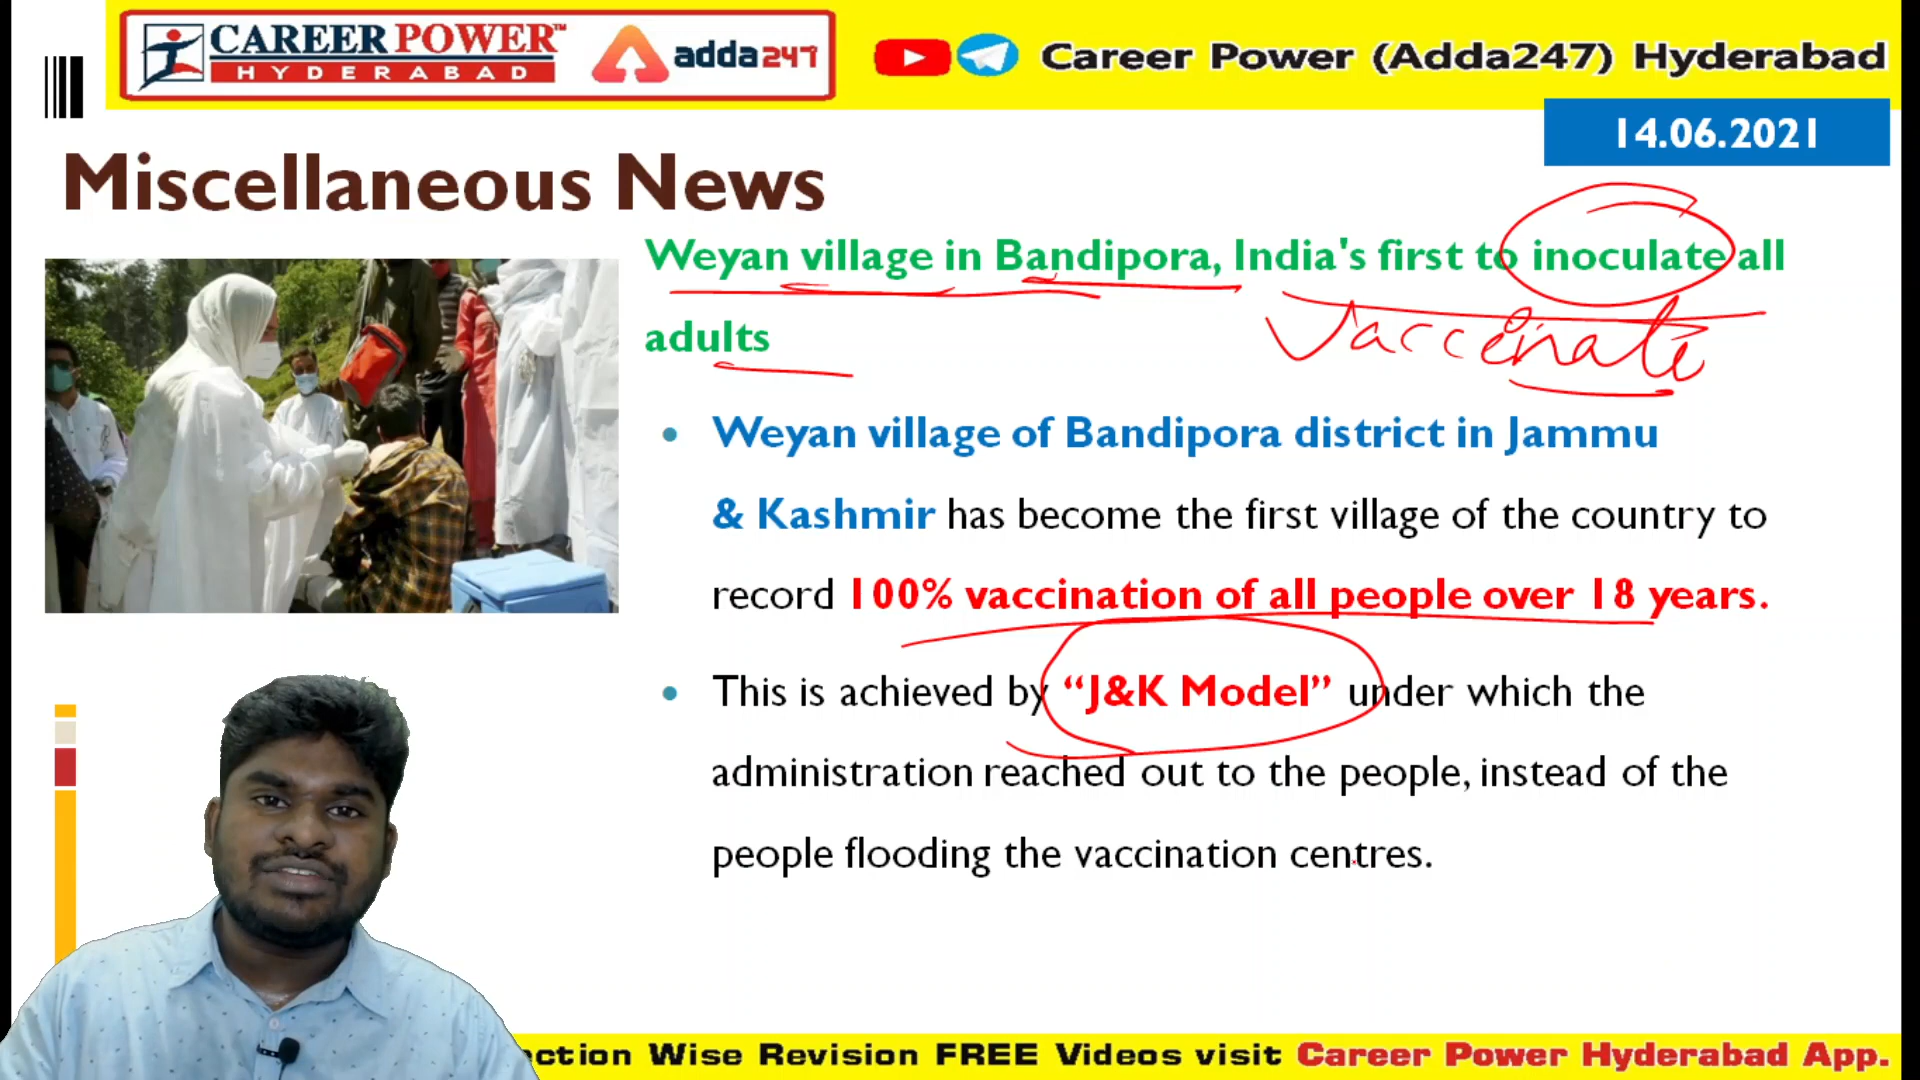 CAREER POWER™
HYDERABAD
adda247
Career Power (Adda247) Hyderabad
14.06.2021
Miscellaneous News
Weyan village in Bandipora, India's first to inoculate all
adults
Vaccinate
• Weyan village of Bandipora district in Jammu
& Kashmir has become the first village of the country to
record 100% vaccination of all people over 18 years.
• This is achieved by “J&K Model” under which the
administration reached out to the people, instead of the
people flooding the vaccination centres.
ction Wise Revision FREE Videos visit Career Power Hyderabad App.